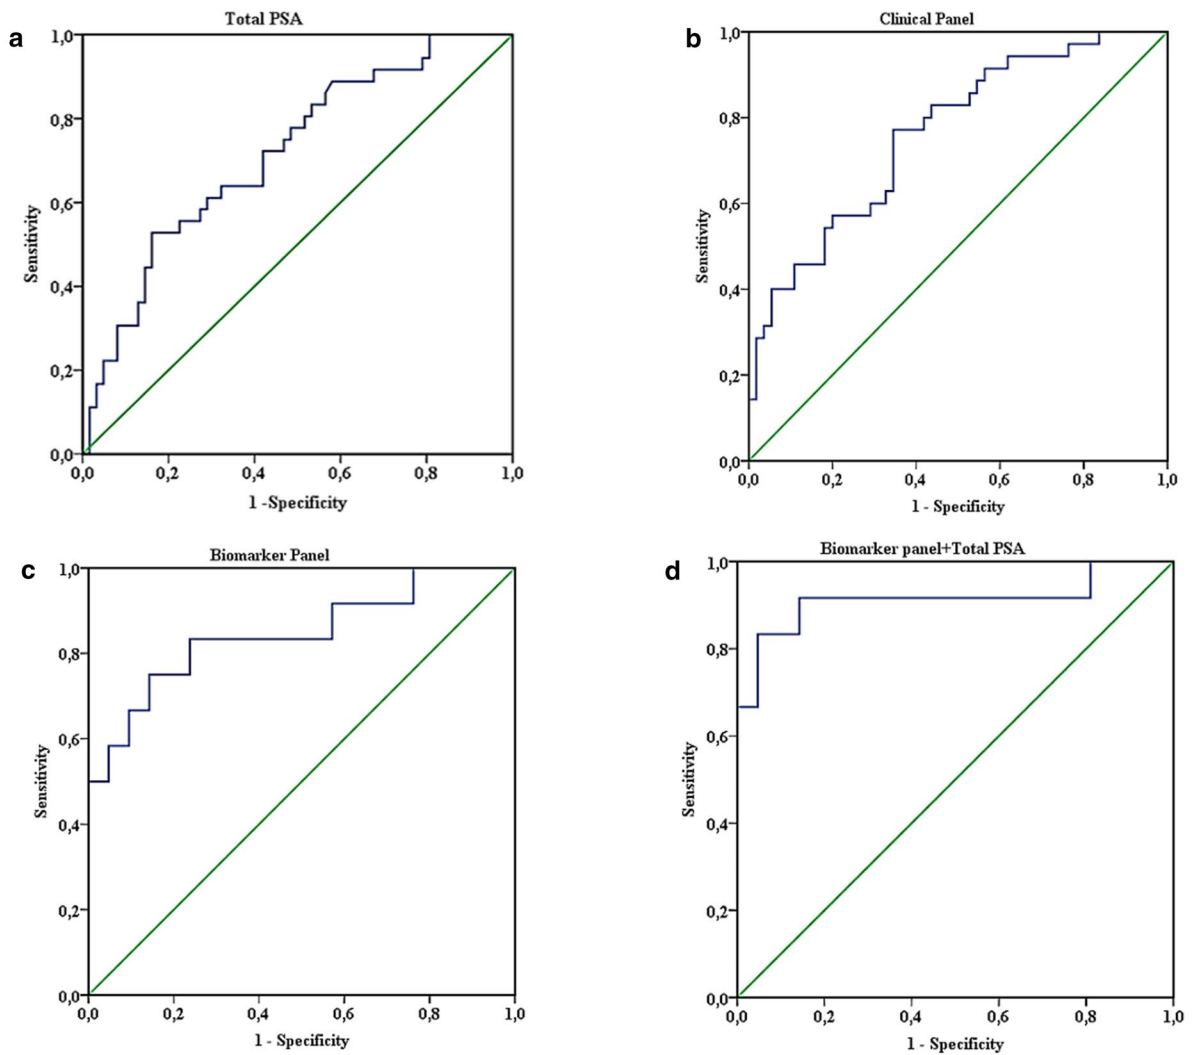 a
Total PSA
1,0
0,8
0,6
0,4
0,2
0,0
Sensitivity
0,0 0,2 0,4 0,6 0,8 1,0
1 -Specificity
b
Clinical Panel
1,0
0,8
0,6
0,4
0,2
0,0
Sensitivity
0,0 0,2 0,4 0,6 0,8 1,0
1 - Specificity
c
Biomarker Panel
1,0
0,8
0,6
0,4
0,2
0,0
Sensitivity
0,0 0,2 0,4 0,6 0,8 1,0
1 - Specificity
d
Biomarker panel+Total PSA
1,0
0,8
0,6
0,4
0,2
0,0
Sensitivity
0,0 0,2 0,4 0,6 0,8 1,0
1 - Specificity